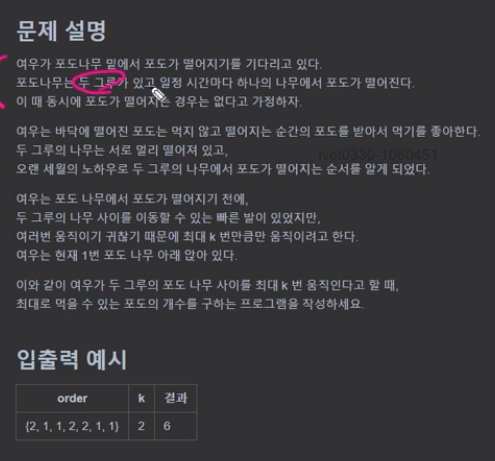 문제 설명
여우가 포도나무 밑에서 포도가 떨어지기를 기다리고 있다.
포도나무는 두 그루가 있고 일정 시간마다 하나의 나무에서 포도가 떨어진다.
이 때 동시에 포도가 떨어지는 경우는 없다고 가정하자.
여우는 바닥에 떨어진 포도는 먹지 않고 떨어지는 순간의 포도를 받아서 먹기를 좋아한다.
두 그루의 나무는 서로 멀리 떨어져 있고,
lvet0330-1060451
오랜 세월의 노하우로 두 그루의 나무에서 포도가 떨어지는 순서를 알게 되었다.
여우는 포도 나무에서 포도가 떨어지기 전에,
두 그루의 나무 사이를 이동할 수 있는 빠른 발이 있었지만,
여러번 움직이기 귀찮기 때문에 최대 k 번만큼만 움직이려고 한다.
여우는 현재 1번 포도 나무 아래 앉아 있다.
이와 같이 여우가 두 그루의 포도 나무 사이를 최대 k 번 움직인다고 할 때,
최대로 먹을 수 있는 포도의 개수를 구하는 프로그램을 작성하세요.
입출력 예시
order k 결과
{2, 1, 1, 2, 2, 1, 1} 2 6